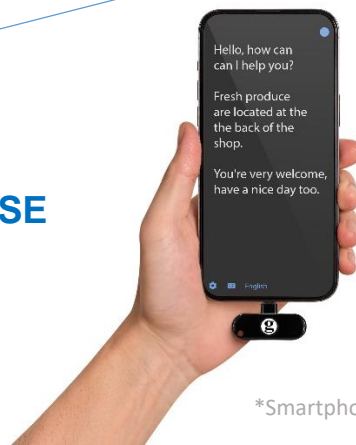 Hello, how can
can I help you?
Fresh produce
are located at the
the back of the
shop.
You're very welcome,
have a nice day too.
SE
English
g
*Smartpho